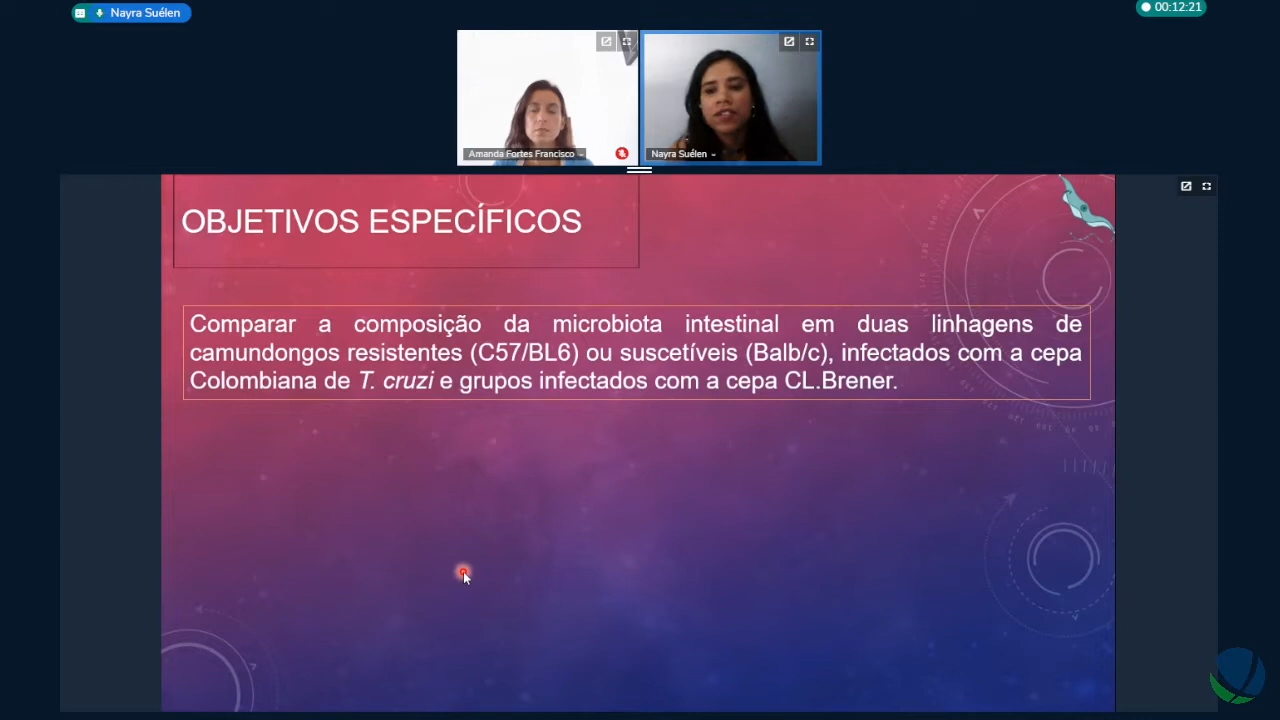 Nayra Suélen
00:12:21
Amanda Fortes Francisco
Nayra Suélen
OBJETIVOS ESPECÍFICOS
Comparar a composição da microbiota intestinal em duas linhagens de
camundongos resistentes (C57/BL6) ou suscetíveis (Balb/c), infectados com a cepa
Colombiana de T. cruzi e grupos infectados com a cepa CL.Brener.